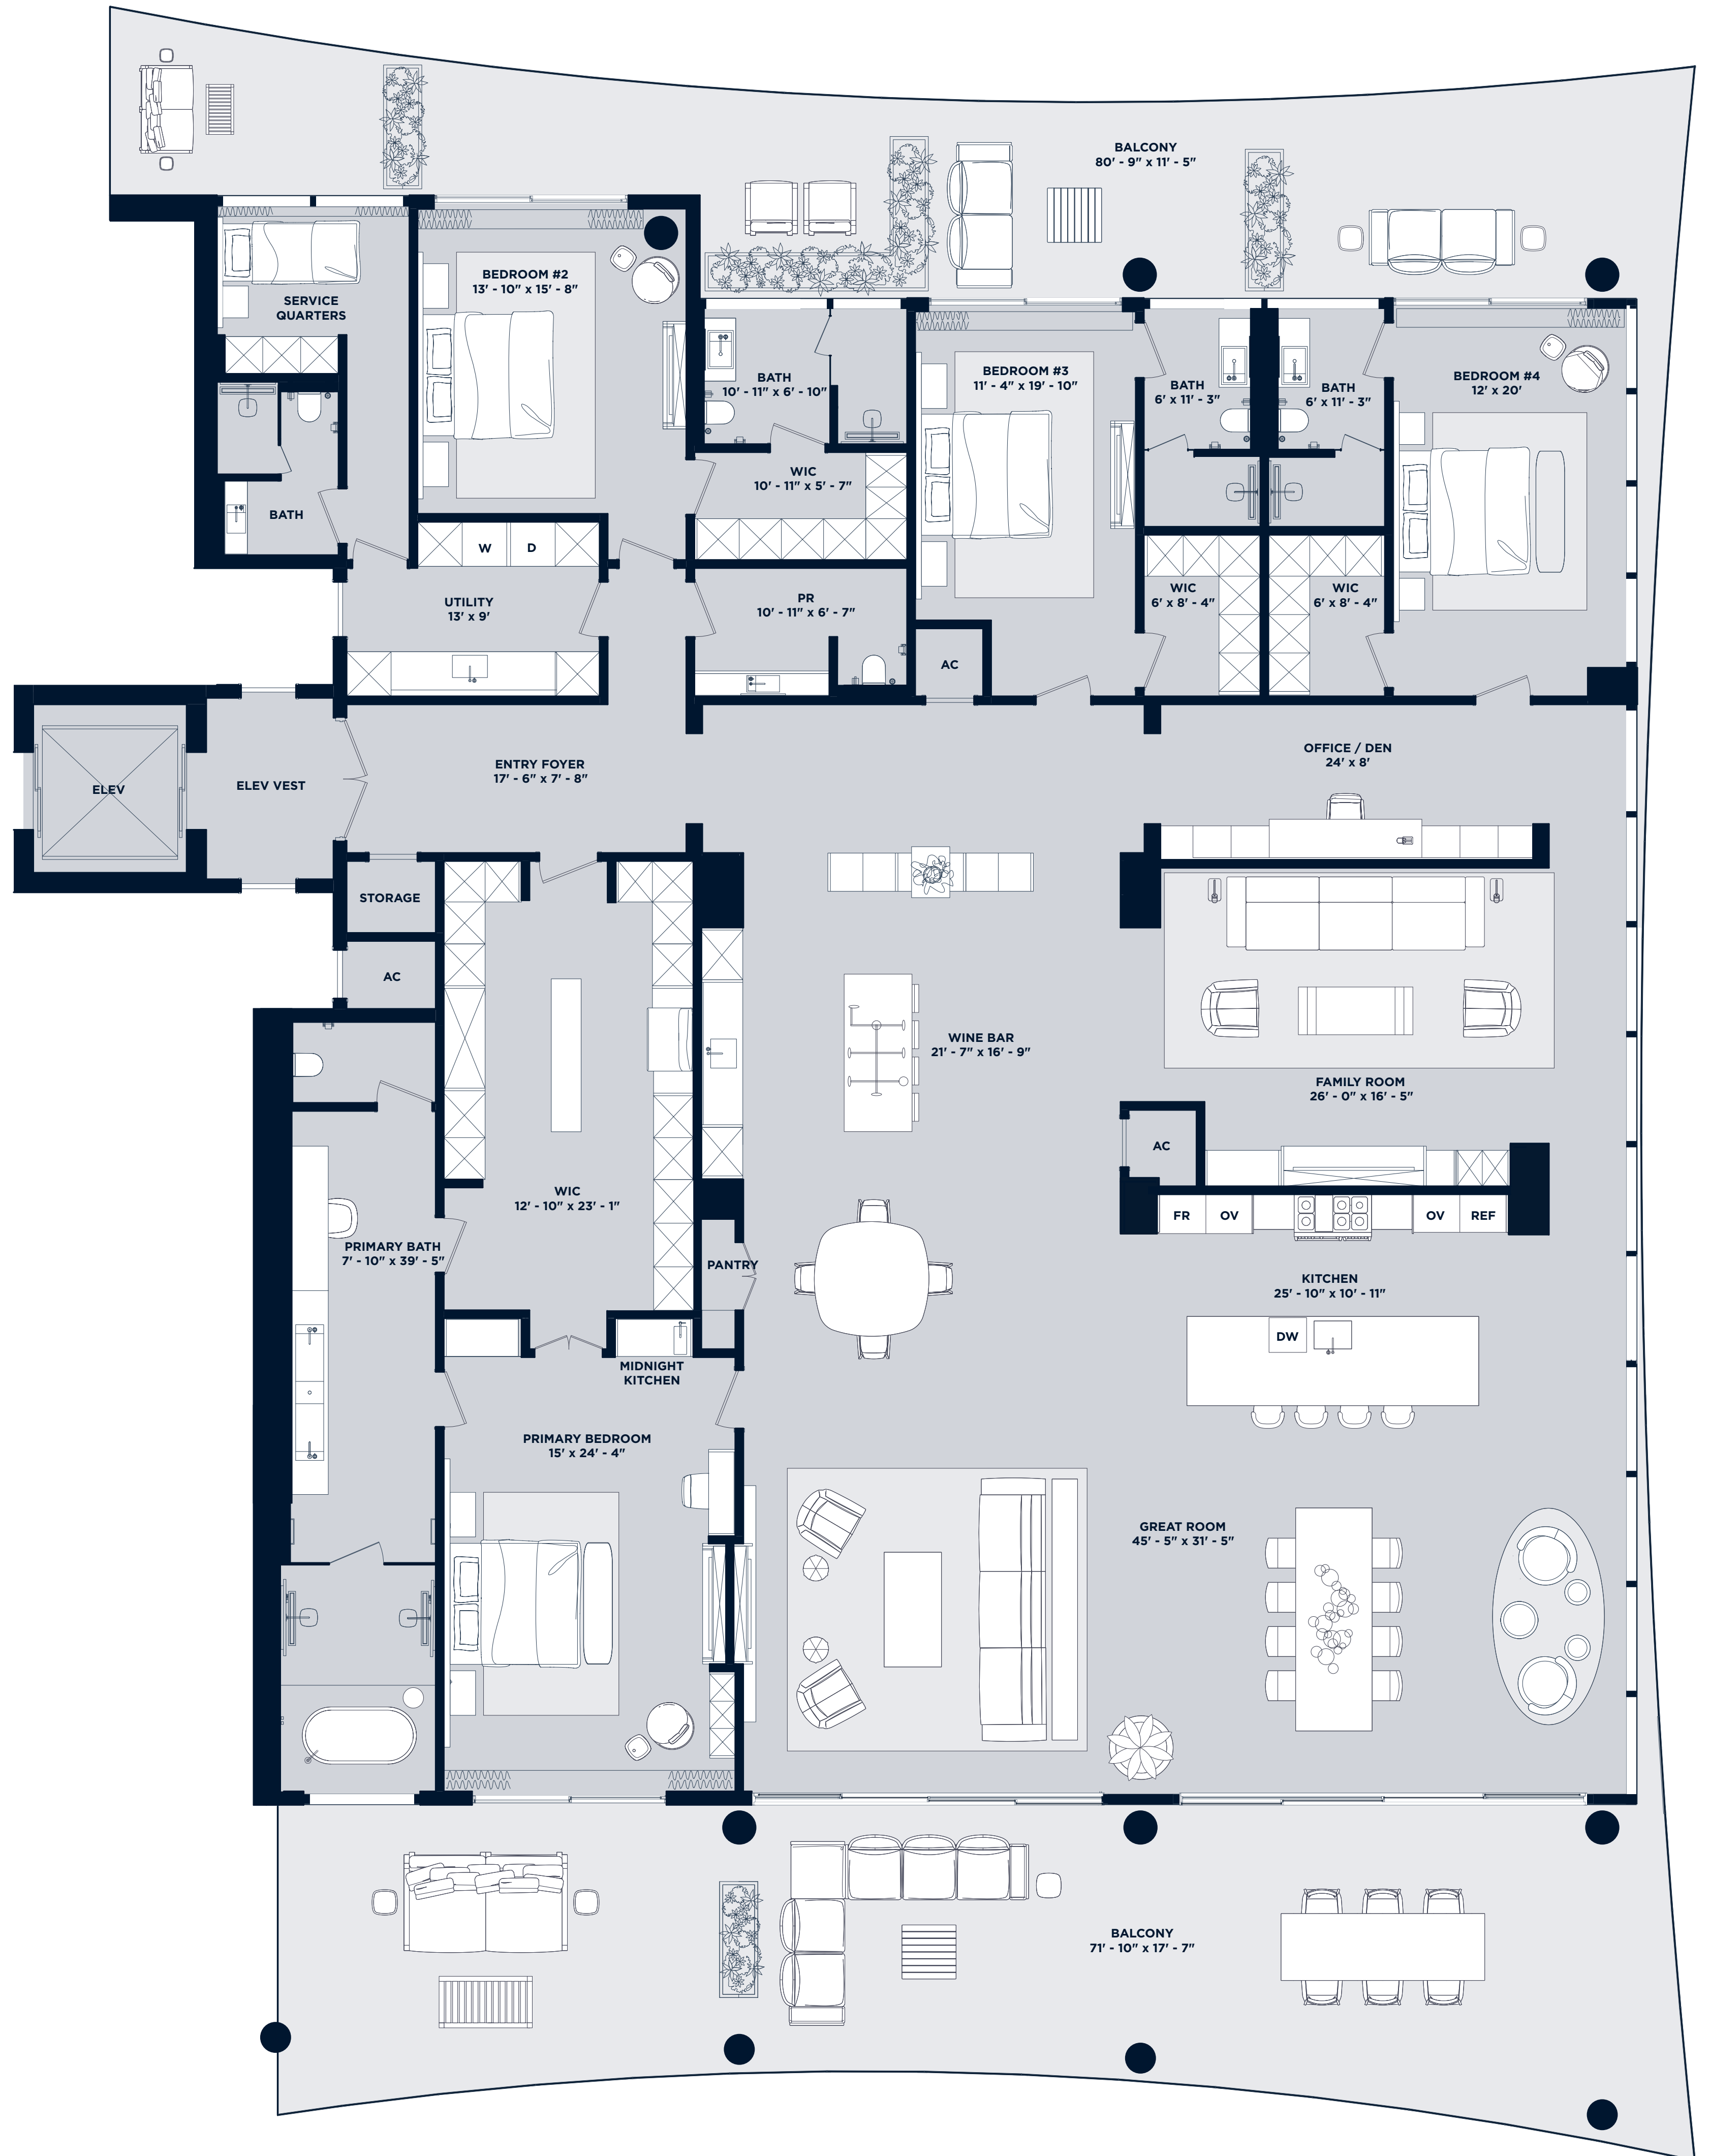 BALCONY
80' - 9" x 11' - 5"
BEDROOM #2
13' - 10" x 15' - 8"
SERVICE
QUARTERS
BATH
10' - 11" x 6' - 10"
BEDROOM #3
11' - 4" x 19' - 10"
BATH
6' x 11' - 3"
BATH
6' x 11' - 3"
BEDROOM #4
12' x 20'
WIC
10' - 11" x 5' - 7"
BATH
W
D
UTILITY
13' x 9'
PR
10' - 11" x 6' - 7"
WIC
6' x 8' - 4"
WIC
6' x 8' - 4"
AC
ELEV
ELEV VEST
ENTRY FOYER
17' - 6" x 7' - 8"
OFFICE / DEN
24' x 8'
STORAGE
AC
WINE BAR
21' - 7" x 16' - 9"
FAMILY ROOM
26' - 0" x 16' - 5"
AC
WIC
12' - 10" x 23' - 1"
FR
OV
OV
REF
PRIMARY BATH
7' - 10" x 39' - 5"
PANTRY
KITCHEN
25' - 10" x 10' - 11"
DW
MIDNIGHT
KITCHEN
PRIMARY BEDROOM
15' x 24' - 4"
GREAT ROOM
45' - 5" x 31' - 5"
BALCONY
71' - 10" x 17' - 7"